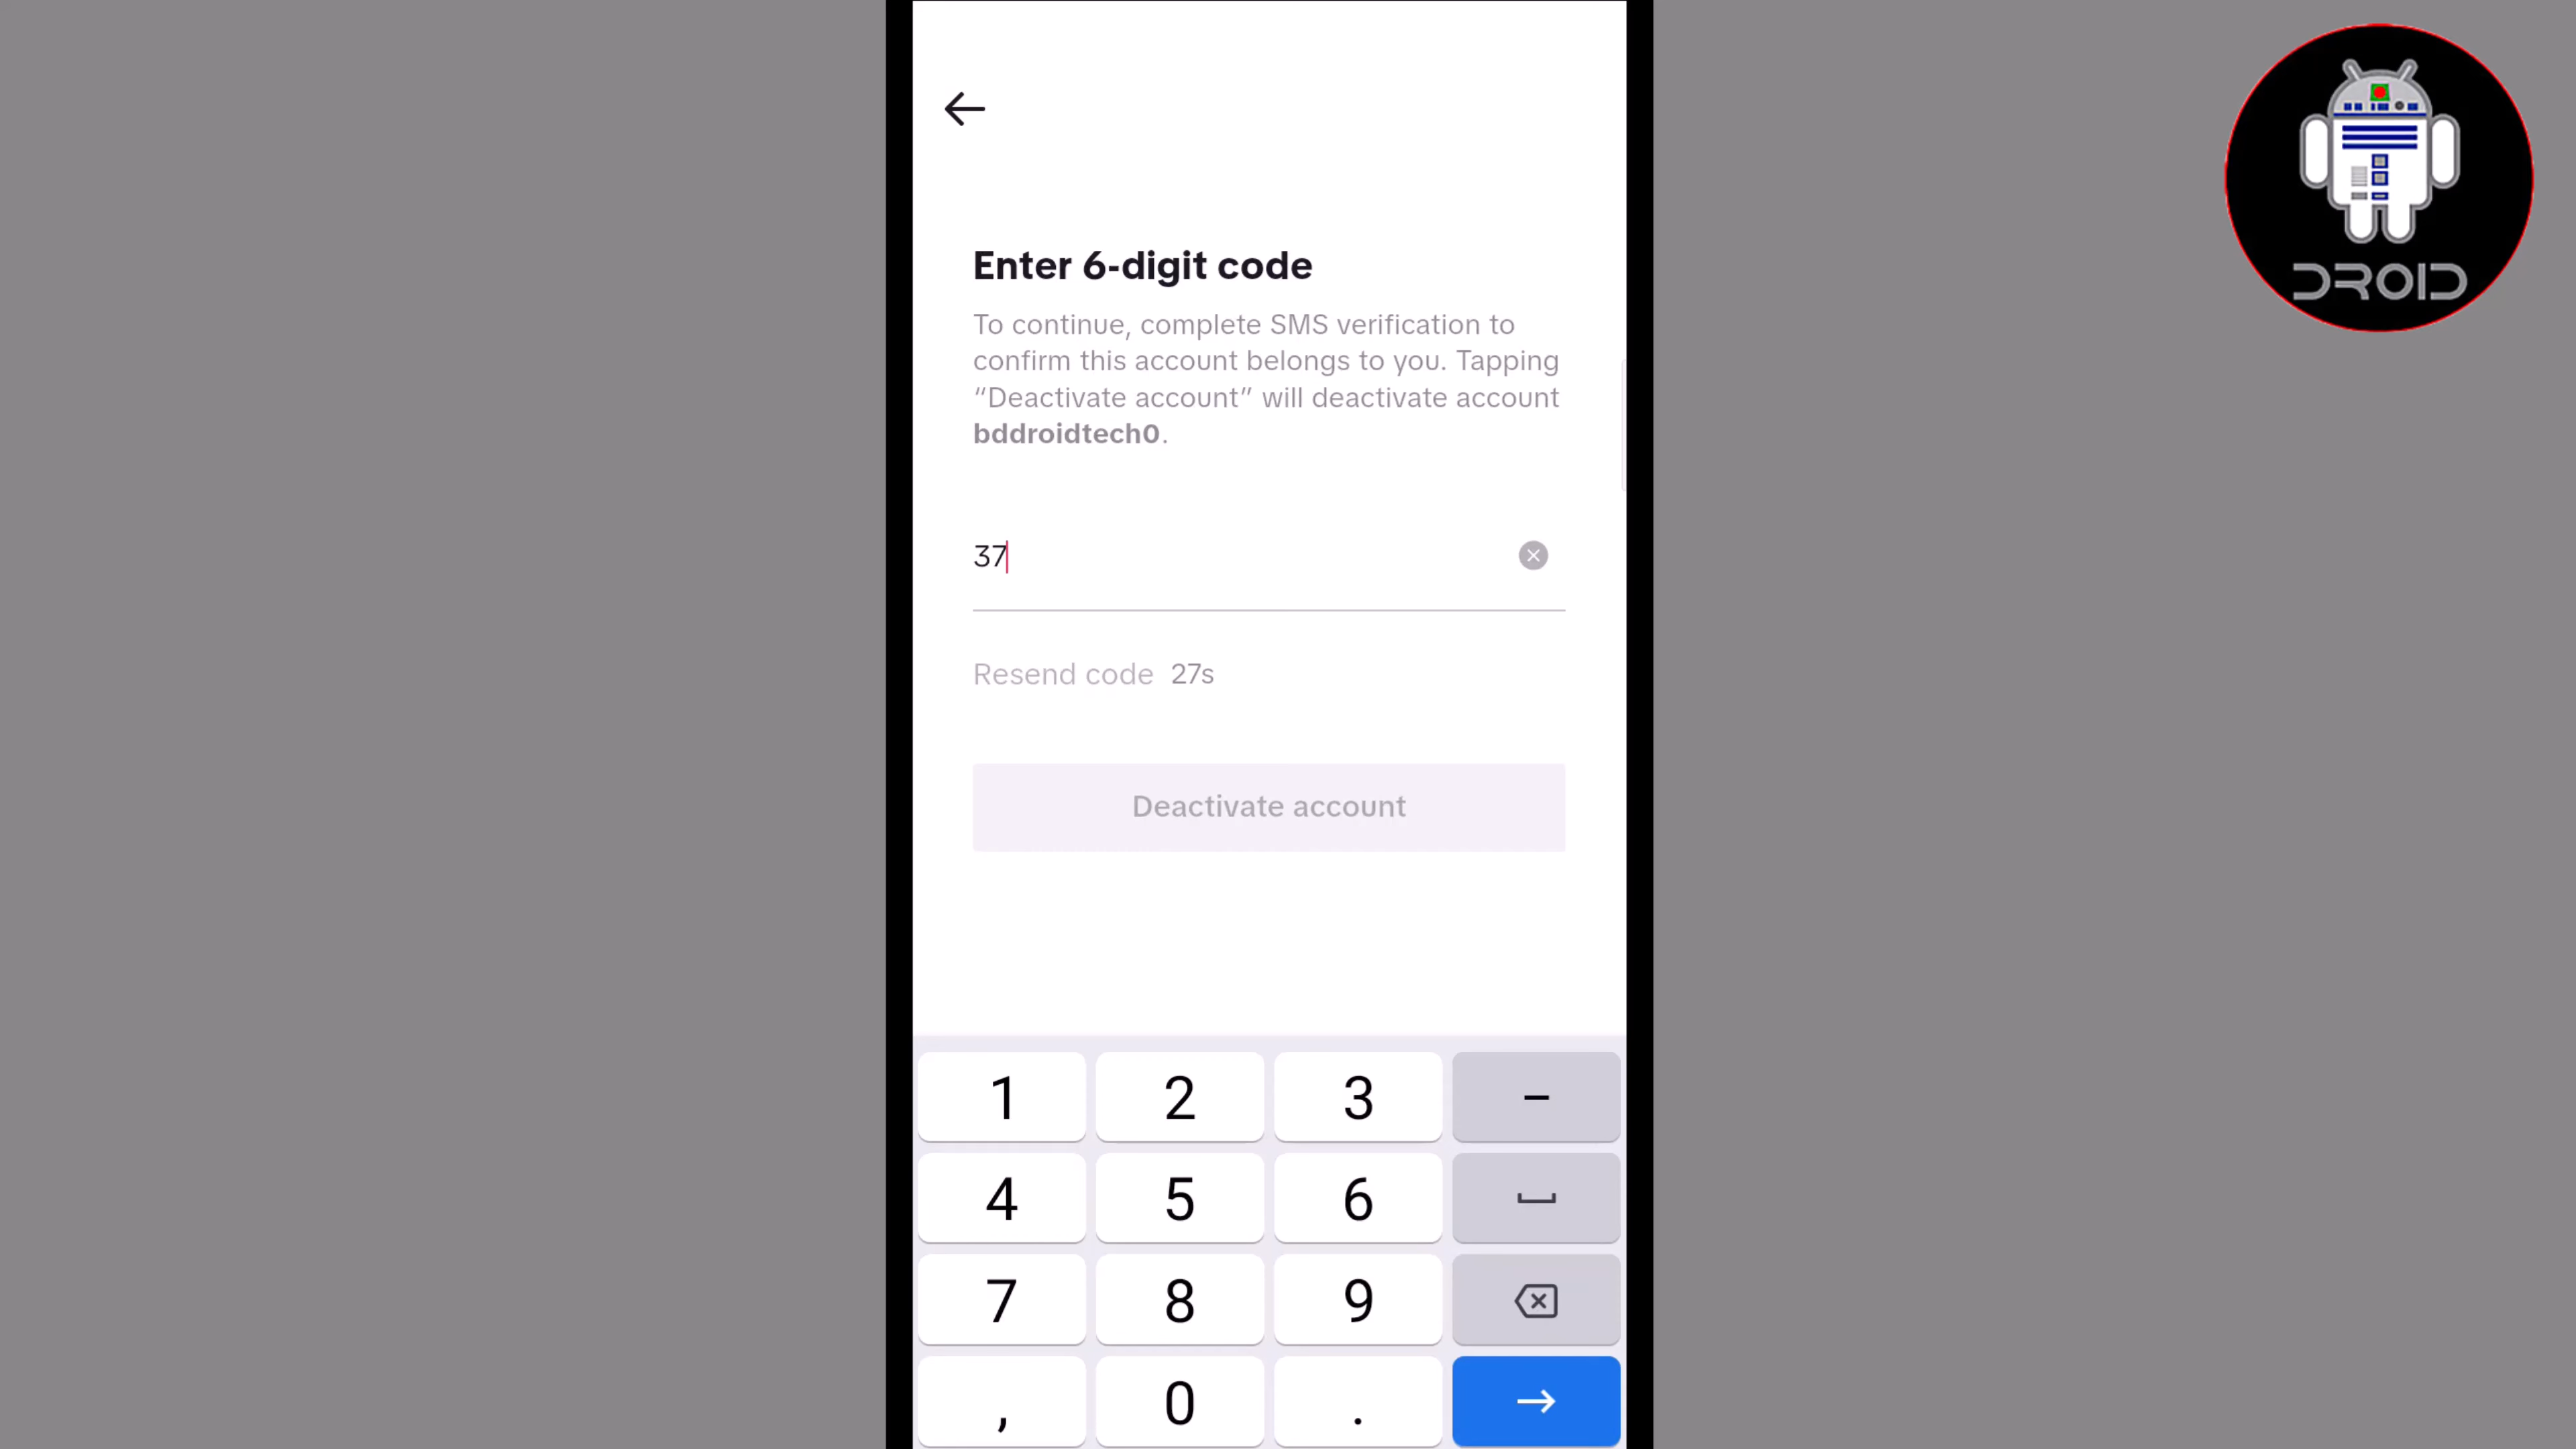 DROID
Enter 6-digit code
To continue, complete SMS verification to
confirm this account belongs to you. Tapping
“Deactivate account” will deactivate account
bddroidtech0.
37
Resend code 27s
Deactivate account
1 2 3 –
4 5 6
7 8 9
, 0 .